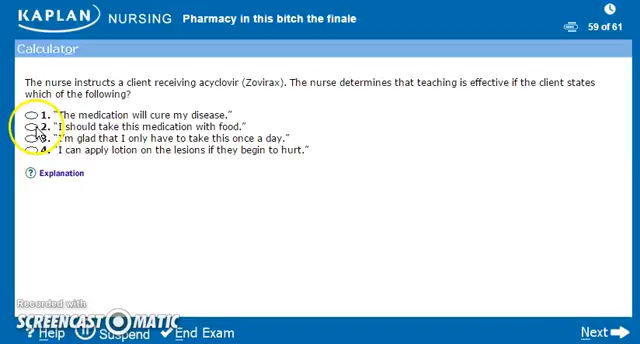 KAPLAN NURSING Pharmacy in this bitch the finale
59 of 61
Calculator
The nurse instructs a client receiving acyclovir (Zovirax). The nurse determines that teaching is effective if the client states
which of the following?
1. "The medication will cure my disease."
2. "I should take this medication with food."
3. "I'm glad that I only have to take this once a day."
4. "I can apply lotion on the lesions if they begin to hurt."
? Explanation
Recorded with
SCREENCAST-O-MATIC
? Help Suspend End Exam Next